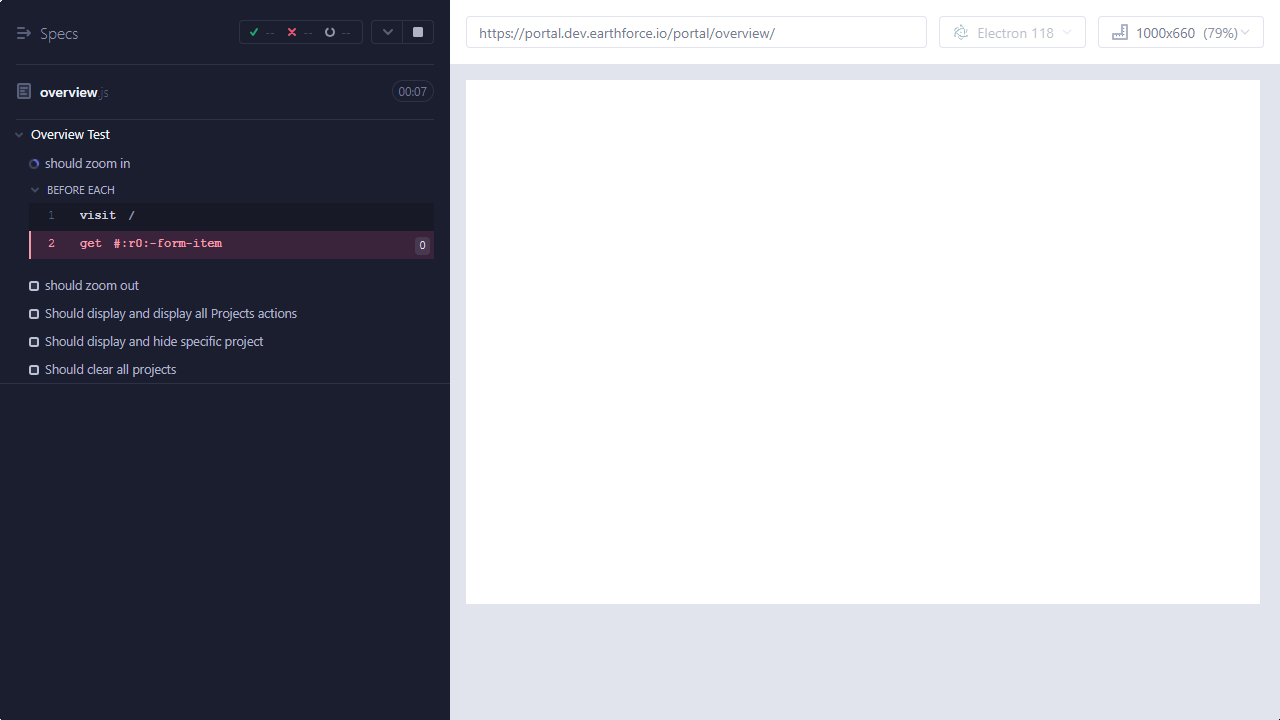 Specs
-- -- --
overview.js
00:07
Overview Test
should zoom in
BEFORE EACH
1 visit /
2 get #:r0:-form-item 0
should zoom out
Should display and display all Projects actions
Should display and hide specific project
Should clear all projects
https://portal.dev.earthforce.io/portal/overview/
Electron 118
1000x660 (79%)